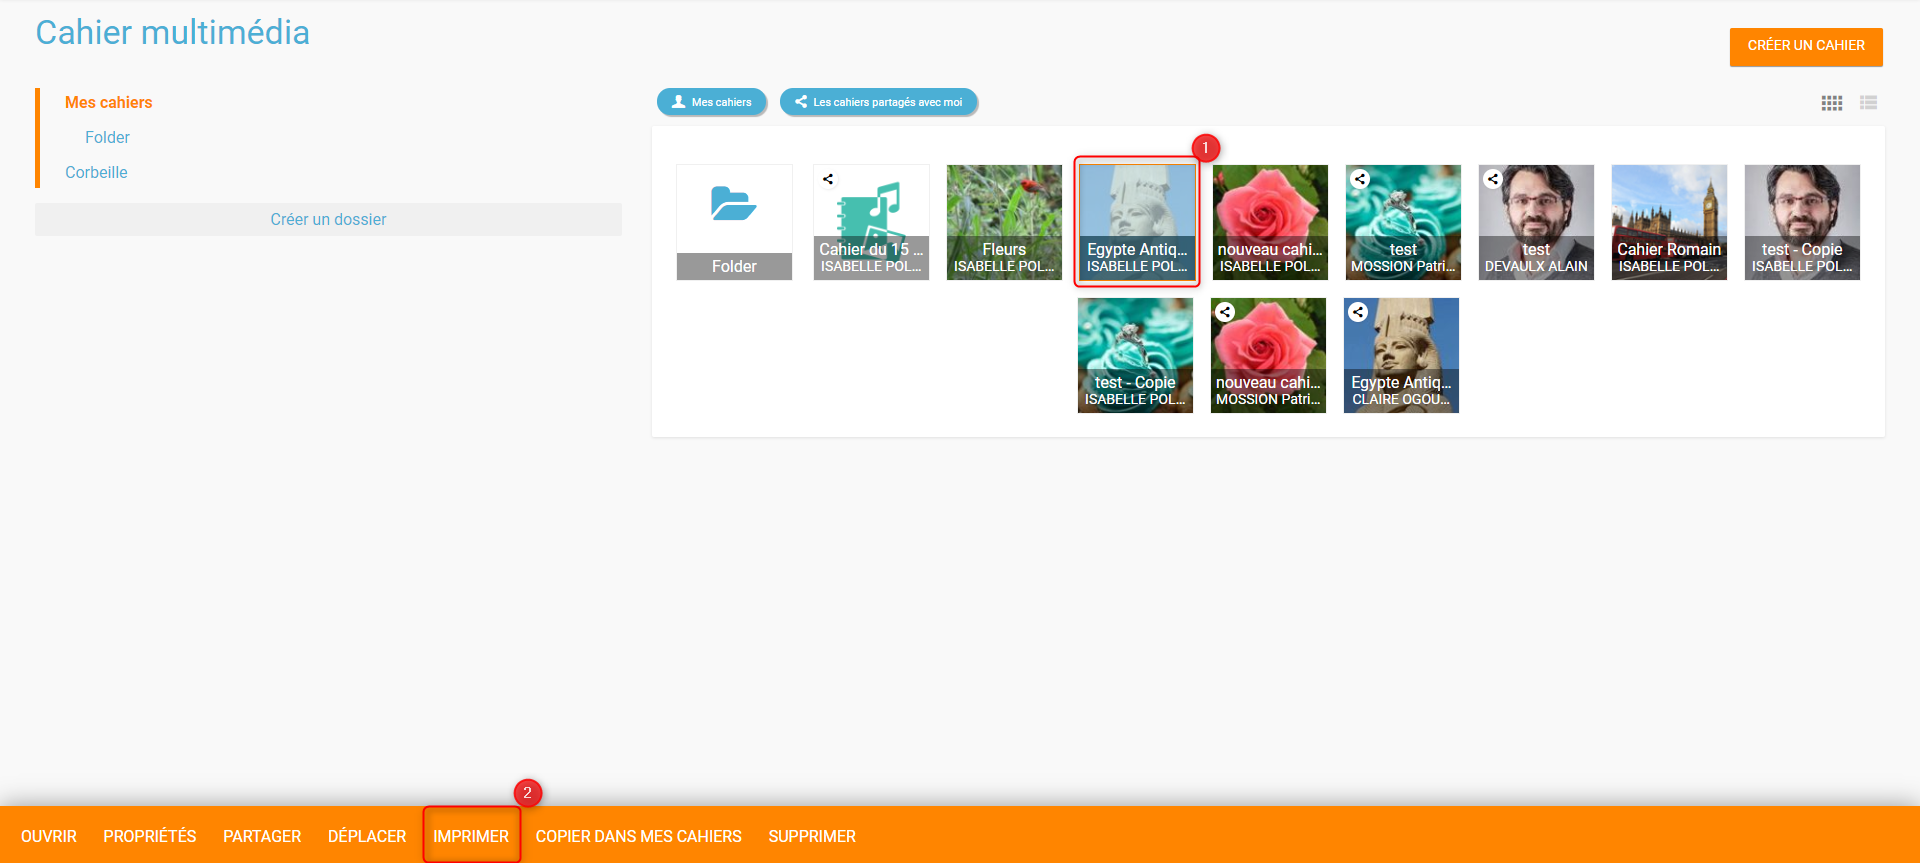 Cahier multimédia
CRÉER UN CAHIER
Mes cahiers
Folder
Corbeille
Créer un dossier
Mes cahiers
Les cahiers partagés avec moi
1
Folder
Cahier du 15 ...
ISABELLE POL...
Fleurs
ISABELLE POL...
Egypte Antiq...
ISABELLE POL...
nouveau cahi...
ISABELLE POL...
test
MOSSION Patri...
test
DEVAULX ALAIN
Cahier Romain
ISABELLE POL...
test - Copie
ISABELLE POL...
test - Copie
ISABELLE POL...
nouveau cahi...
MOSSION Patri...
Egypte Antiq...
CLAIRE OGOU...
2
OUVRIR
PROPRIÉTÉS
PARTAGER
DÉPLACER
IMPRIMER
COPIER DANS MES CAHIERS
SUPPRIMER